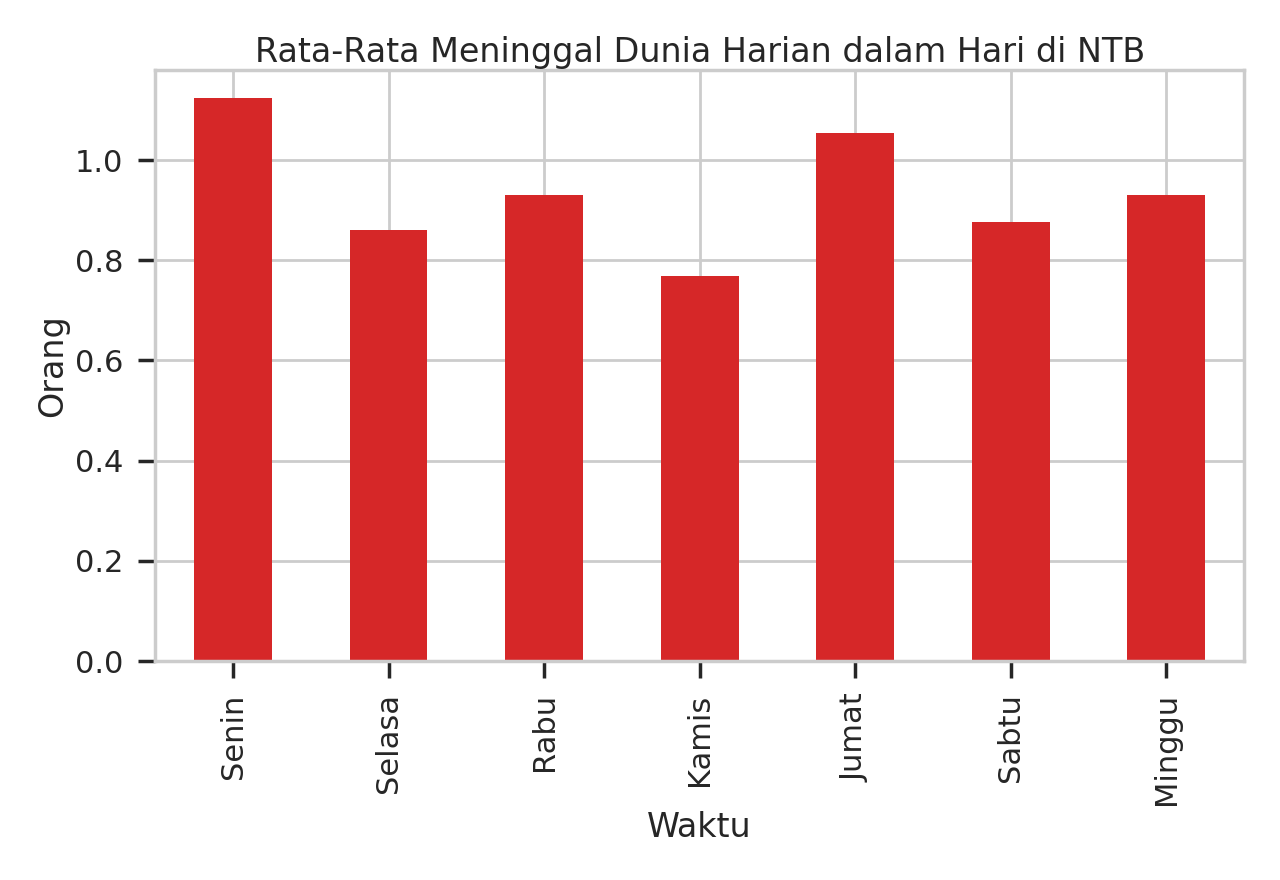 Rata-Rata Meninggal Dunia Harian dalam Hari di NTB
Orang
1.0
0.8
0.6
0.4
0.2
0.0
Senin
Selasa
Rabu
Kamis
Jumat
Sabtu
Minggu
Waktu